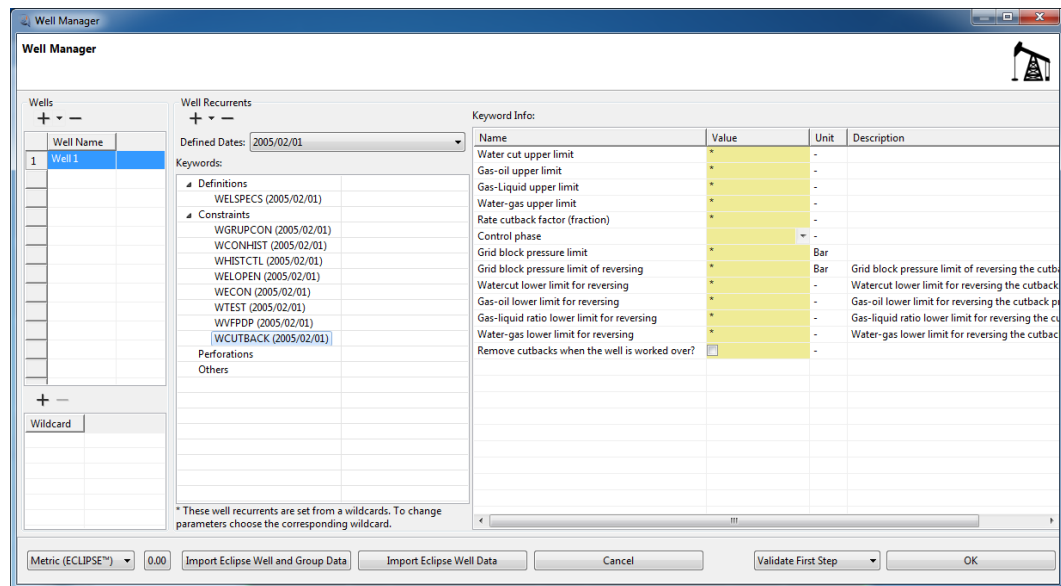 Well Manager
Well Manager
Wells
Well Name
1 Well 1
Wildcard
Well Recurrents
Defined Dates: 2005/02/01
Keywords:
Definitions
WELSPECS (2005/02/01)
Constraints
WGRUPCON (2005/02/01)
WCONHIST (2005/02/01)
WHISTCTL (2005/02/01)
WELOPEN (2005/02/01)
WECON (2005/02/01)
WTEST (2005/02/01)
WVFPDP (2005/02/01)
WCUTBACK (2005/02/01)
Perforations
Others
* These well recurrents are set from a wildcards. To change
parameters choose the corresponding wildcard.
Keyword Info:
Name Value Unit Description
Water cut upper limit * -
Gas-oil upper limit * -
Gas-Liquid upper limit * -
Water-gas upper limit * -
Rate cutback factor (fraction) * -
Control phase -
Grid block pressure limit * Bar
Grid block pressure limit of reversing * Bar Grid block pressure limit of reversing the cutb
Watercut lower limit for reversing * - Watercut lower limit for reversing the cutback
Gas-oil lower limit for reversing * - Gas-oil lower limit for reversing the cutback p
Gas-liquid ratio lower limit for reversing * - Gas-liquid ratio lower limit for reversing the cu
Water-gas lower limit for reversing * - Water-gas lower limit for reversing the cutbac
Remove cutbacks when the well is worked over? -
Metric (ECLIPSE™) 0.00 Import Eclipse Well and Group Data Import Eclipse Well Data Cancel Validate First Step OK